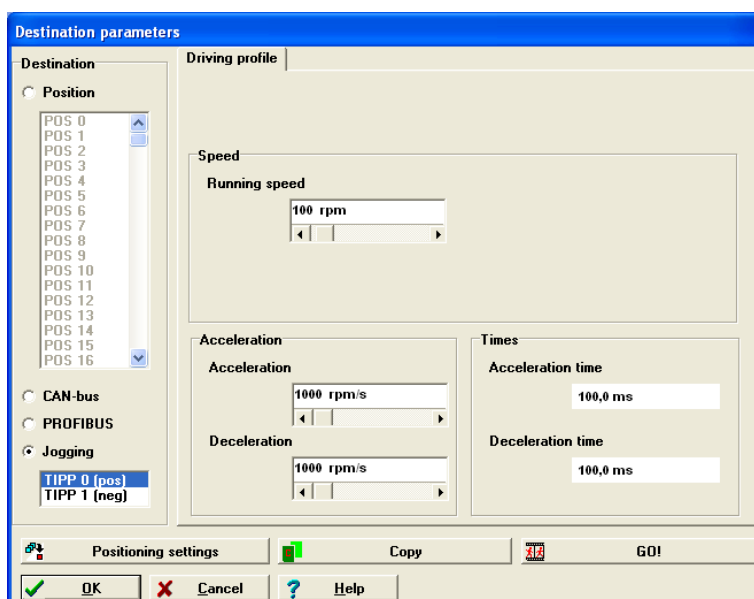 Destination parameters
Destination
Position
POS 0
POS 1
POS 2
POS 3
POS 4
POS 5
POS 6
POS 7
POS 8
POS 9
POS 10
POS 11
POS 12
POS 13
POS 14
POS 15
POS 16
CAN-bus
PROFIBUS
Jogging
TIPP 0 (pos)
TIPP 1 (neg)
Driving profile
Speed
Running speed
100 rpm
Acceleration
Acceleration
1000 rpm/s
Deceleration
1000 rpm/s
Times
Acceleration time
100,0 ms
Deceleration time
100,0 ms
Positioning settings
Copy
GO!
OK
Cancel
Help